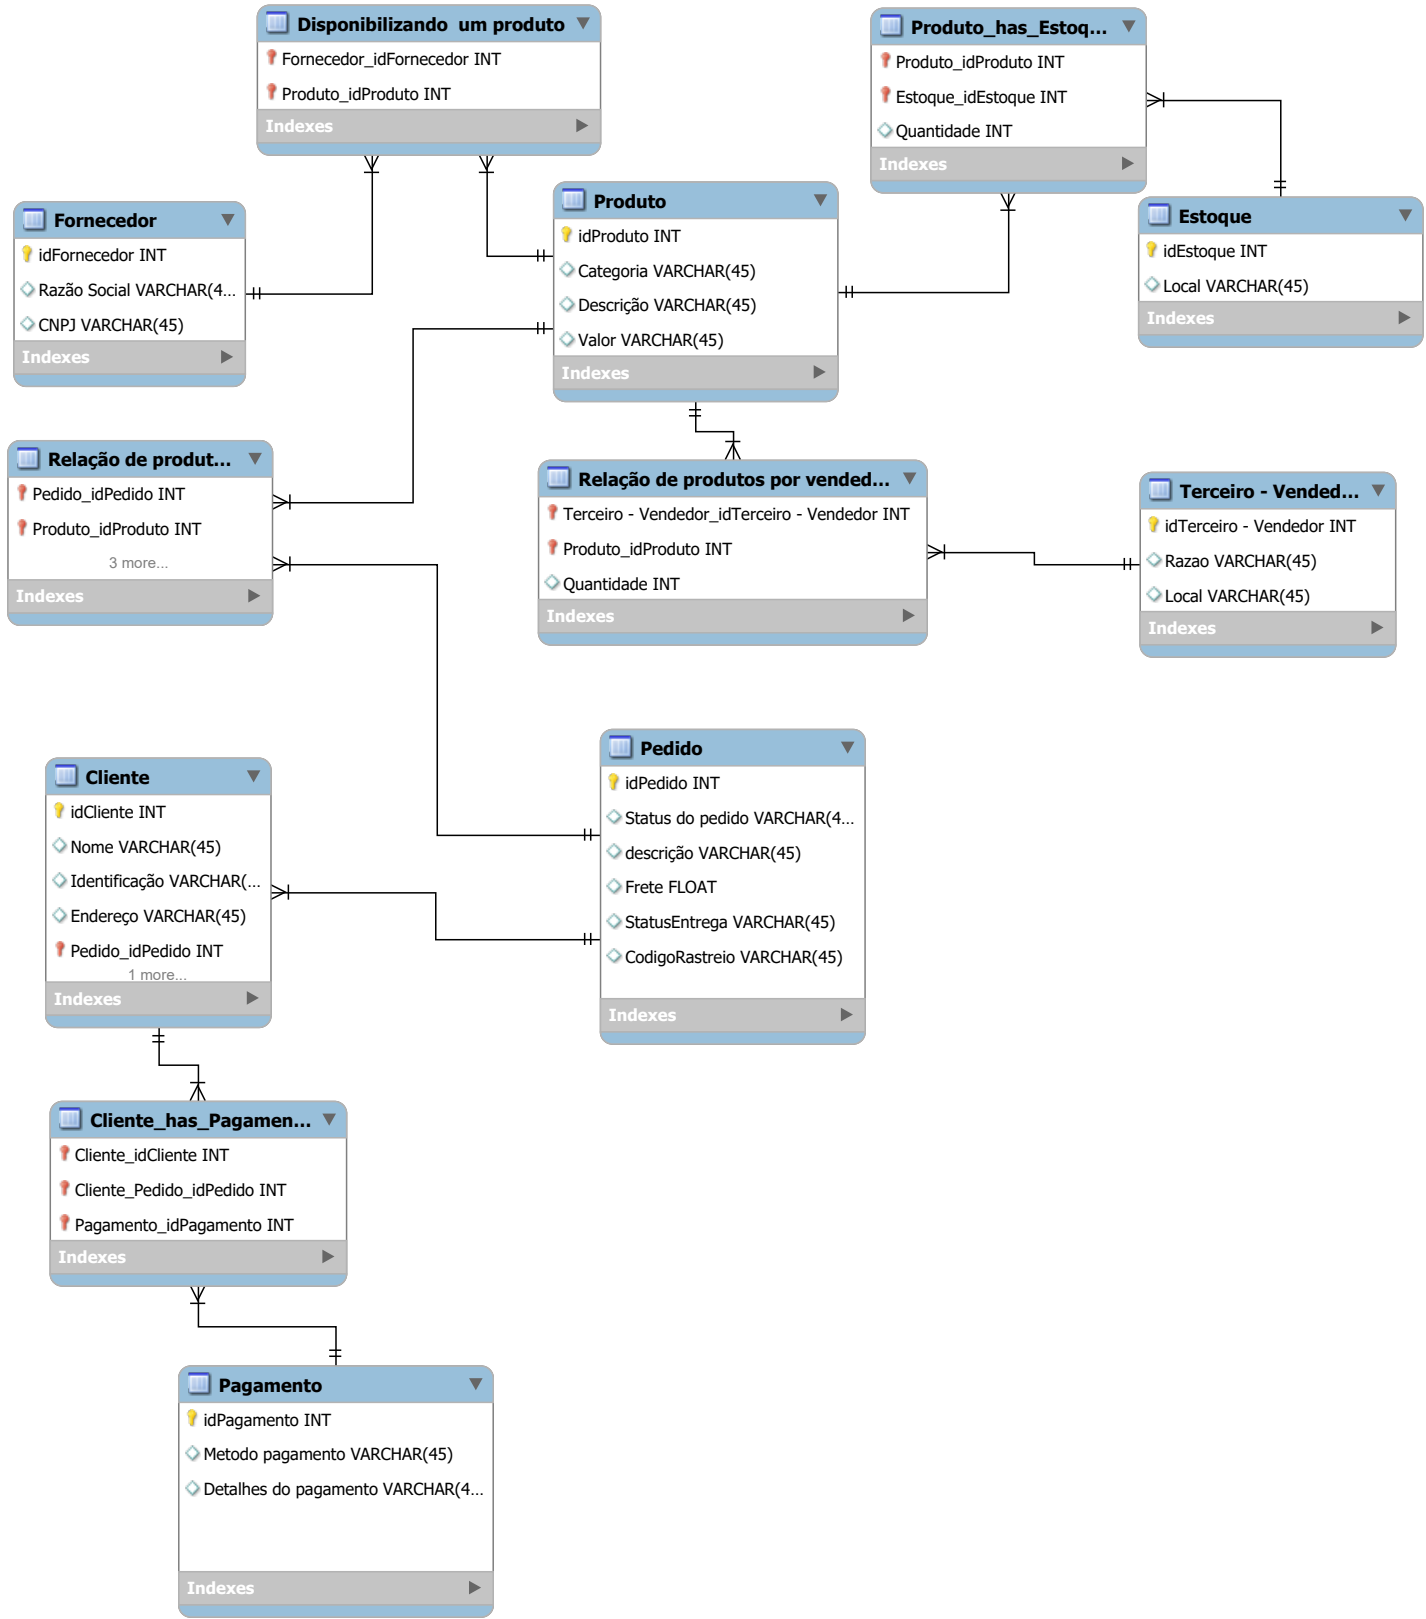 Disponibilizando  um produto
Fornecedor_idFornecedor INT
Produto_idProduto INT
Indexes
Produto_has_Estoq...
Produto_idProduto INT
Estoque_idEstoque INT
Quantidade INT
Indexes
Fornecedor
idFornecedor INT
Razão Social VARCHAR(4...
CNPJ VARCHAR(45)
Indexes
Produto
idProduto INT
Categoria VARCHAR(45)
Descrição VARCHAR(45)
Valor VARCHAR(45)
Indexes
Estoque
idEstoque INT
Local VARCHAR(45)
Indexes
Relação de produt...
Pedido_idPedido INT
Produto_idProduto INT
3 more...
Indexes
Relação de produtos por vended...
Terceiro - Vendedor_idTerceiro - Vendedor INT
Produto_idProduto INT
Quantidade INT
Indexes
Terceiro - Vended...
idTerceiro - Vendedor INT
Razao VARCHAR(45)
Local VARCHAR(45)
Indexes
Cliente
idCliente INT
Nome VARCHAR(45)
Identificação VARCHAR(...
Endereço VARCHAR(45)
Pedido_idPedido INT
1 more...
Indexes
Pedido
idPedido INT
Status do pedido VARCHAR(4...
descrição VARCHAR(45)
Frete FLOAT
StatusEntrega VARCHAR(45)
CodigoRastreio VARCHAR(45)
Indexes
Cliente_has_Pagamen...
Cliente_idCliente INT
Cliente_Pedido_idPedido INT
Pagamento_idPagamento INT
Indexes
Pagamento
idPagamento INT
Metodo pagamento VARCHAR(45)
Detalhes do pagamento VARCHAR(4...
Indexes